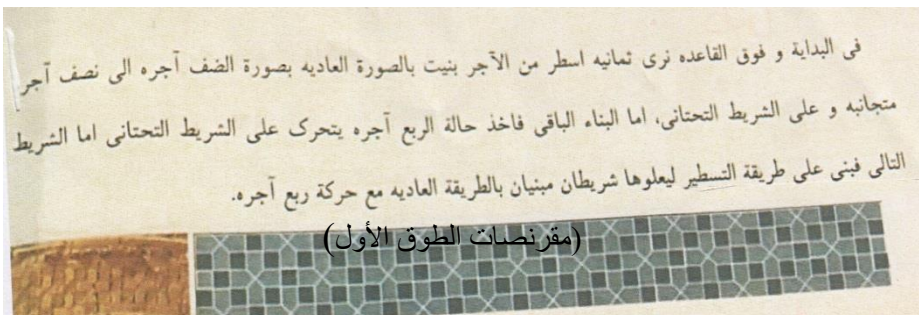 فى البداية و فوق القاعده نرى ثمانيه اسطر من الآجر بنيت بالصورة العاديه بصورة الضف آجره الى نصف آجر
متجانبه و على الشريط التحتانى، اما البناء الباقى فاخذ حالة الربع آجره يتحرك على الشريط التحتانى اما الشريط
التالى فبنى على طريقة التسطير ليعلوها شريطان مبنيان بالطريقة العاديه مع حركة ربع آجره.
(مقرنصات الطوق الأول)